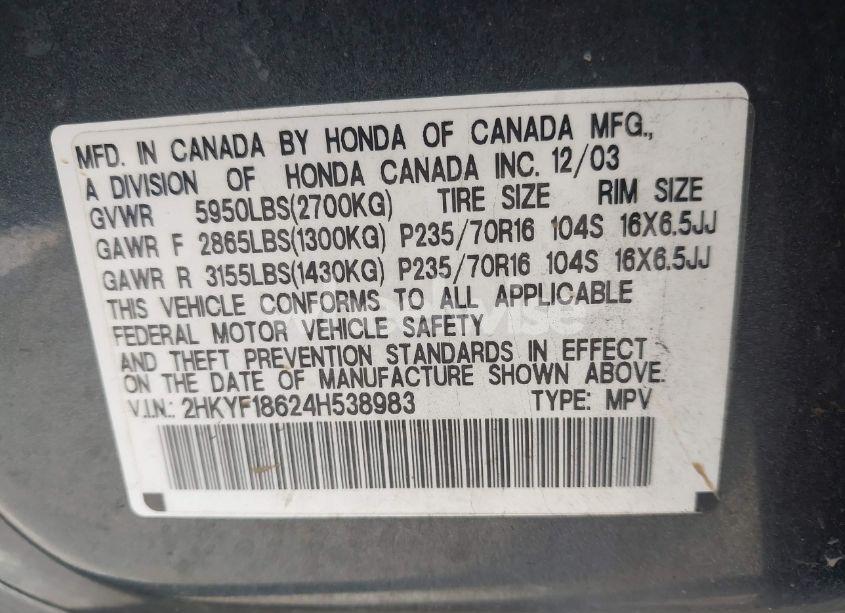 MFD. IN CANADA BY HONDA OF CANADA MFG.,
A DIVISION OF HONDA CANADA INC. 12/03
GVWR 5950LBS(2700KG) TIRE SIZE RIM SIZE
GAWR F 2865LBS(1300KG) P235/70R16 104S 16X6.5JJ
GAWR R 3155LBS(1430KG) P235/70R16 104S 16X6.5JJ
THIS VEHICLE CONFORMS TO ALL APPLICABLE
FEDERAL MOTOR VEHICLE SAFETY
AND THEFT PREVENTION STANDARDS IN EFFECT
ON THE DATE OF MANUFACTURE SHOWN ABOVE.
V.I.N.: 2HKYF18624H538983 TYPE: MPV